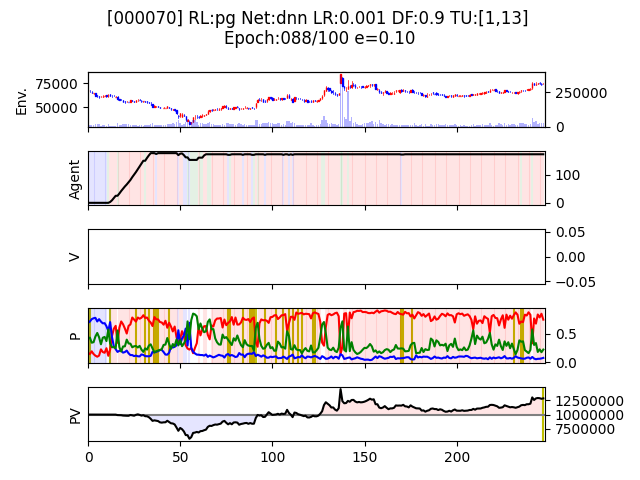 [000070] RL:pg Net:dnn LR:0.001 DF:0.9 TU:[1,13]
Epoch:088/100 e=0.10
Env.
75000
50000
250000
0
Agent
100
0
V
0.05
0.00
−0.05
P
0.5
0.0
PV
12500000
10000000
7500000
0
50
100
150
200